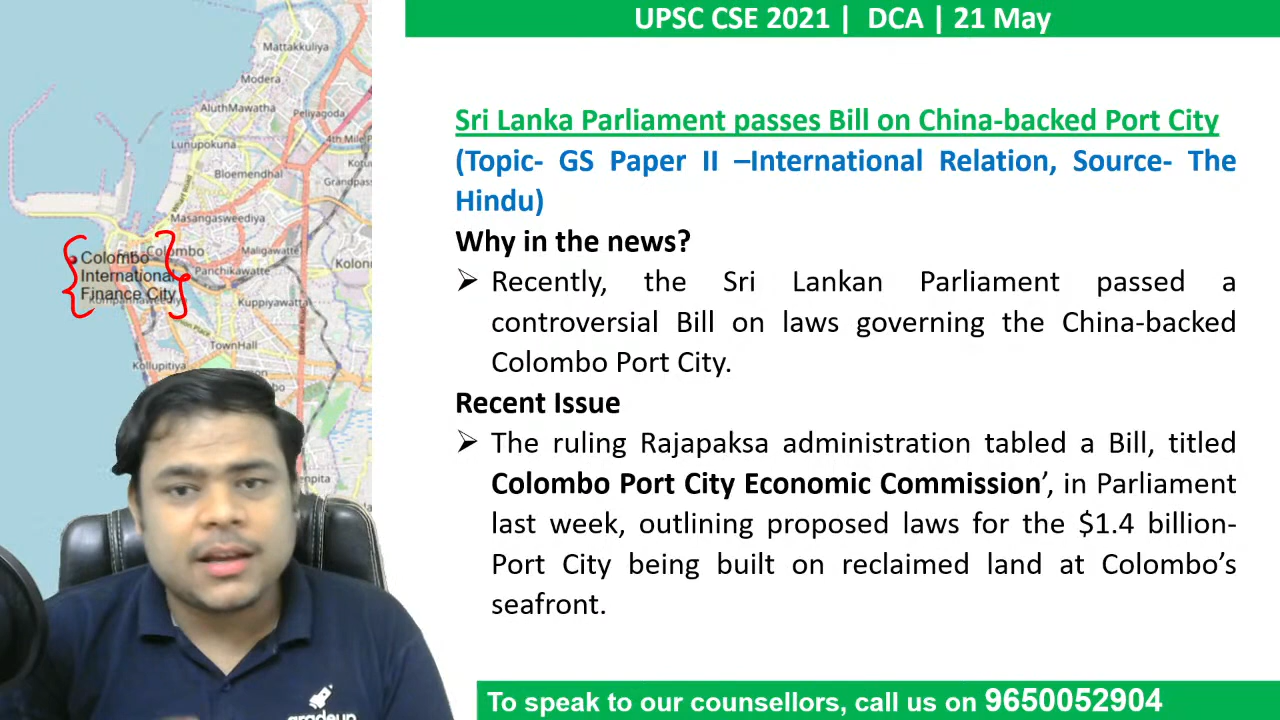 UPSC CSE 2021 | DCA | 21 May
Sri Lanka Parliament passes Bill on China-backed Port City
(Topic- GS Paper II –International Relation, Source- The
Hindu)
Why in the news?
➢ Recently, the Sri Lankan Parliament passed a
controversial Bill on laws governing the China-backed
Colombo Port City.
Recent Issue
➢ The ruling Rajapaksa administration tabled a Bill, titled
Colombo Port City Economic Commission’, in Parliament
last week, outlining proposed laws for the $1.4 billion-
Port City being built on reclaimed land at Colombo’s
seafront.
To speak to our counsellors, call us on 9650052904
Mattakkuliya
Modera
AluthMawatha
Peliyagoda
4th Mile P
Lunupokuna
Bloemendhal
Grandpass
Masangasweediya
Colombo
Maligawatte
Kolonn
Panchikawatte
Colombo
International
Finance City
Kompannaweediya
Kuppiyawatta
TownHall
Kollupitiya
gradeup